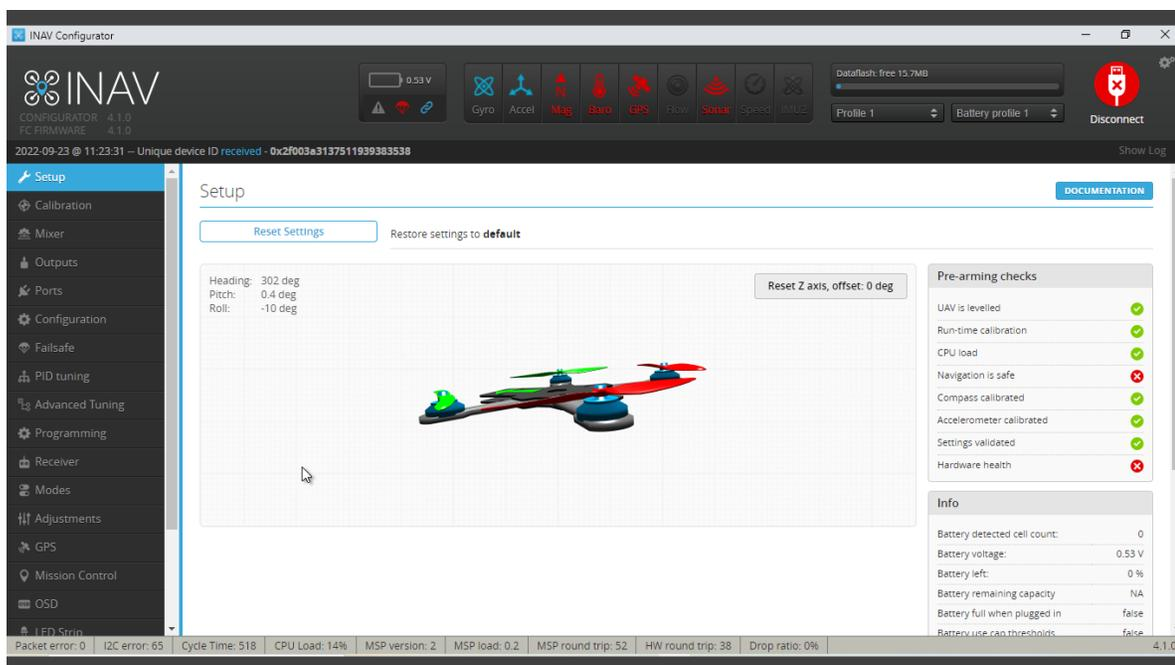 INAV Configurator
INAV
CONFIGURATOR 4.1.0
FC FIRMWARE 4.1.0
0.53 V
Gyro Accel Mag Baro GPS Flow Sonar Speed IMU2
Dataflash: free 15.7MB
Profile 1 Battery profile 1
Disconnect
2022-09-23 @ 11:23:31 -- Unique device ID received - 0x2f003a3137511939383538 Show Log
Setup
Calibration
Mixer
Outputs
Ports
Configuration
Failsafe
PID tuning
Advanced Tuning
Programming
Receiver
Modes
Adjustments
GPS
Mission Control
OSD
LED Strip
Setup
DOCUMENTATION
Reset Settings
Restore settings to default
Heading: 302 deg
Pitch: 0.4 deg
Roll: -10 deg
Reset Z axis, offset: 0 deg
Pre-arming checks
UAV is levelled
Run-time calibration
CPU load
Navigation is safe
Compass calibrated
Accelerometer calibrated
Settings validated
Hardware health
Info
Battery detected cell count: 0
Battery voltage: 0.53 V
Battery left: 0 %
Battery remaining capacity NA
Battery full when plugged in false
Battery use cap thresholds false
Packet error: 0 I2C error: 65 Cycle Time: 518 CPU Load: 14% MSP version: 2 MSP load: 0.2 MSP round trip: 52 HW round trip: 38 Drop ratio: 0% 4.1.0